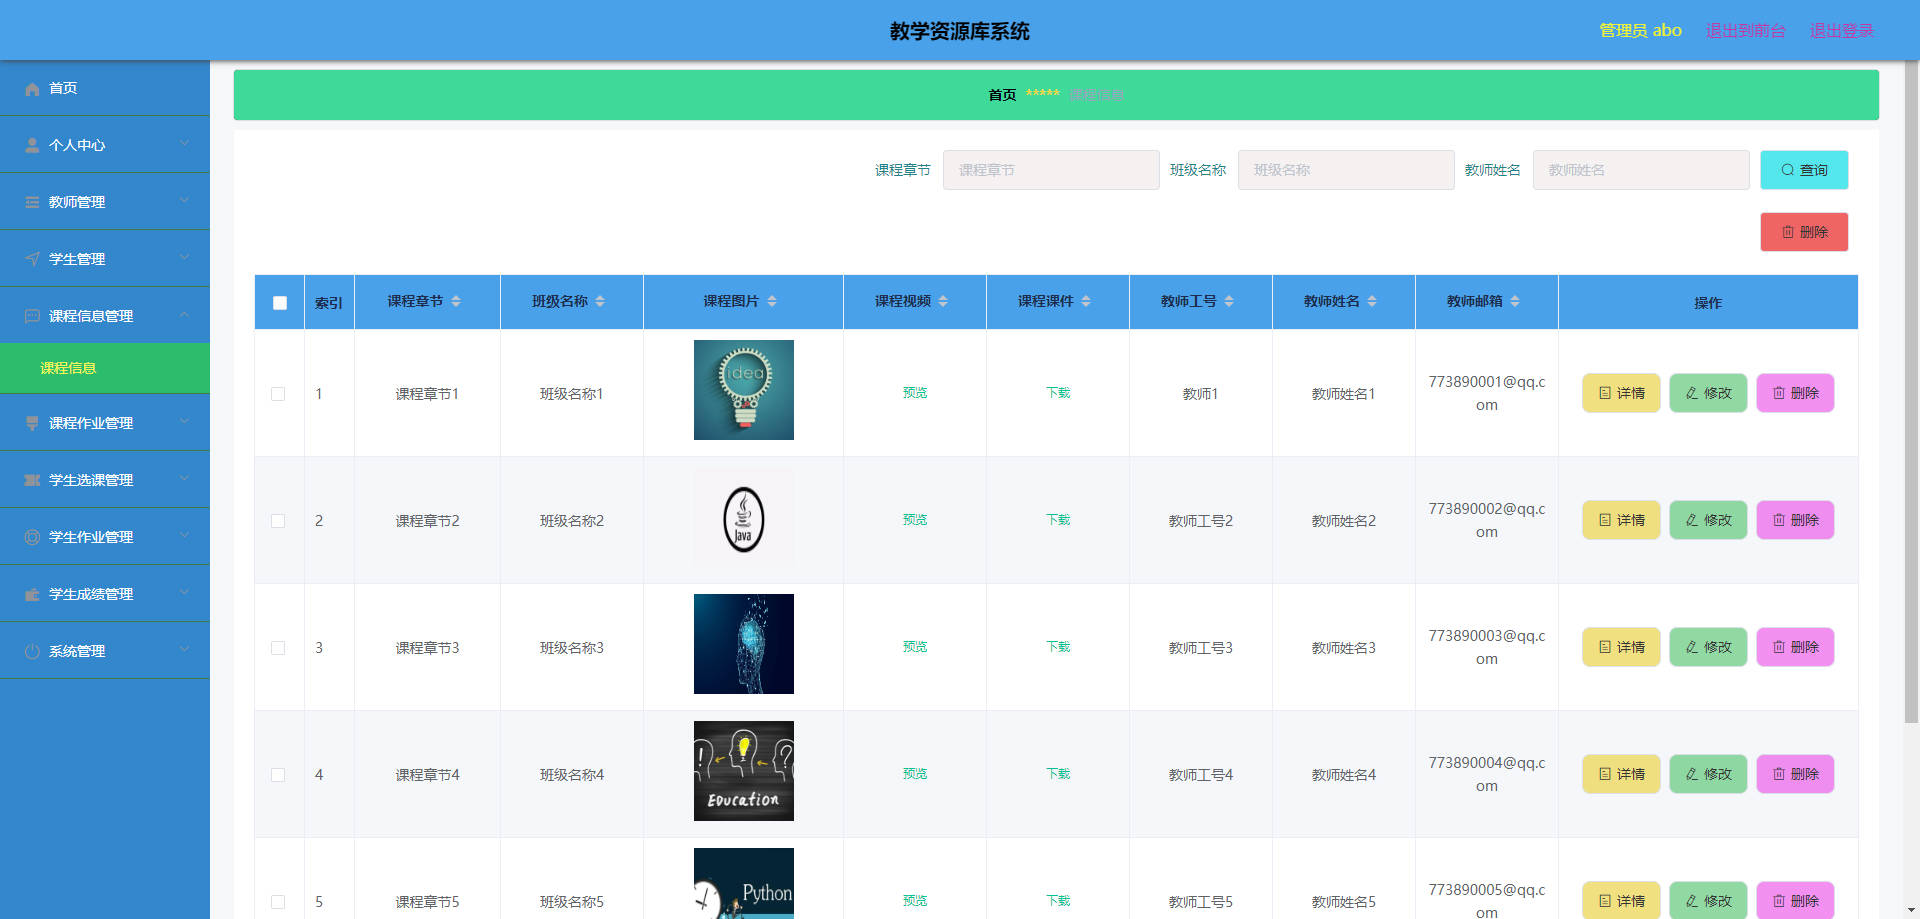 教学资源库系统
管理员 abo 退出到前台 退出登录
首页
个人中心
教师管理
学生管理
课程信息管理
课程信息
课程作业管理
学生选课管理
学生作业管理
学生成绩管理
系统管理
首页 ***** 课程信息
课程章节 课程章节 班级名称 班级名称 教师姓名 教师姓名 查询
删除
索引 课程章节 班级名称 课程图片 课程视频 课程课件 教师工号 教师姓名 教师邮箱 操作
idea
1 课程章节1 班级名称1 预览 下载 教师1 教师姓名1 773890001@qq.c
om 详情 修改 删除
Java
2 课程章节2 班级名称2 预览 下载 教师工号2 教师姓名2 773890002@qq.c
om 详情 修改 删除
3 课程章节3 班级名称3 预览 下载 教师工号3 教师姓名3 773890003@qq.c
om 详情 修改 删除
4 课程章节4 班级名称4 预览 下载 教师工号4 教师姓名4 773890004@qq.c
om 详情 修改 删除
Education
Python
5 课程章节5 班级名称5 预览 下载 教师工号5 教师姓名5 773890005@qq.c
om 详情 修改 删除